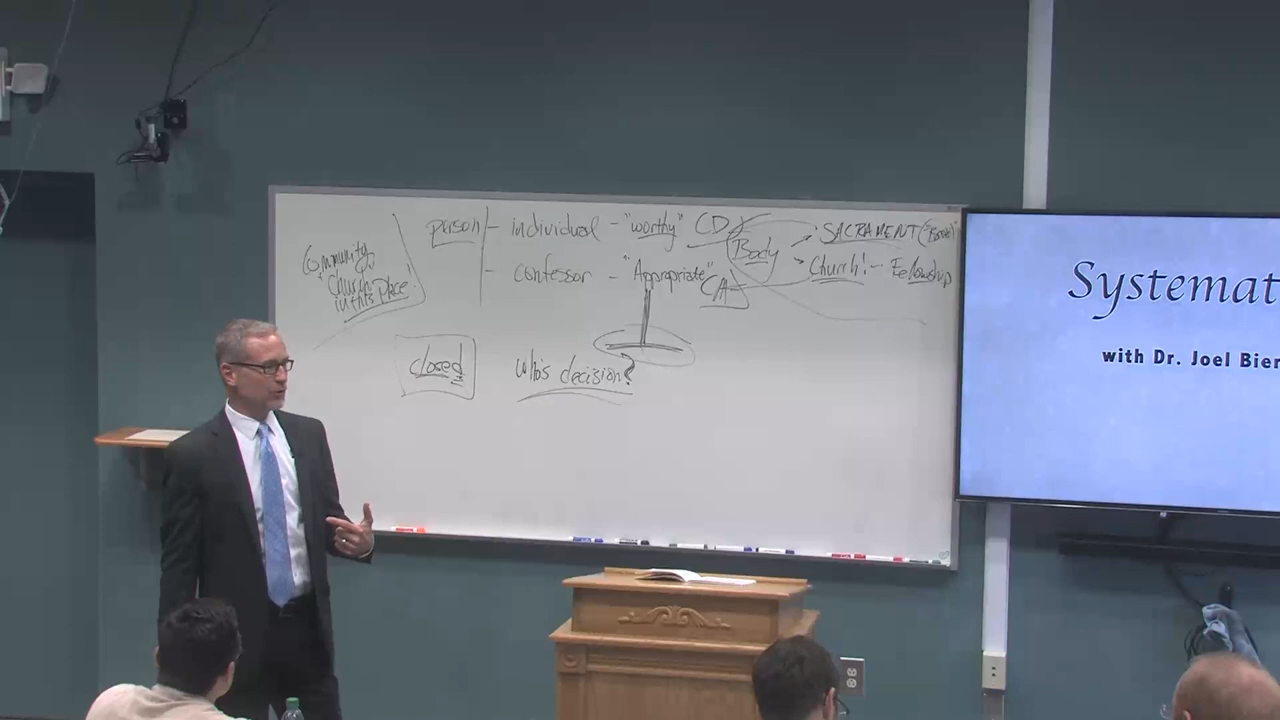 person - individual - "worthy" CD
Body
SACRAMENT
- confessor - "Appropriate" CA
Church! - Fellowship
Community,
"Church
in this Place"
closed
Who's decision?
Systemat
with Dr. Joel Bier